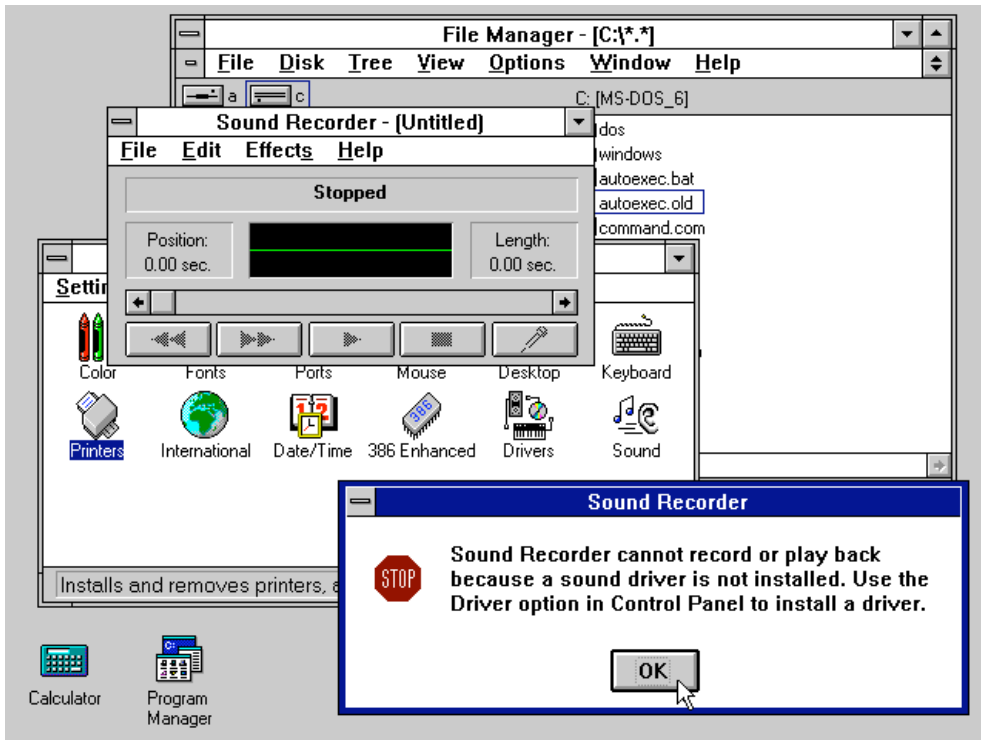 File Manager - [C:\*.*]
File Disk Tree View Options Window Help
a c C: [MS-DOS_6]
dos
windows
autoexec.bat
autoexec.old
command.com
Sound Recorder - (Untitled)
File Edit Effects Help
Stopped
Position:
0.00 sec.
Length:
0.00 sec.
Color Fonts Ports Mouse Desktop Keyboard
Printers International Date/Time 386 Enhanced Drivers Sound
386
12
Installs and removes printers,
Sound Recorder
STOP
Sound Recorder cannot record or play back
because a sound driver is not installed. Use the
Driver option in Control Panel to install a driver.
OK
C:
Calculator
Program
Manager